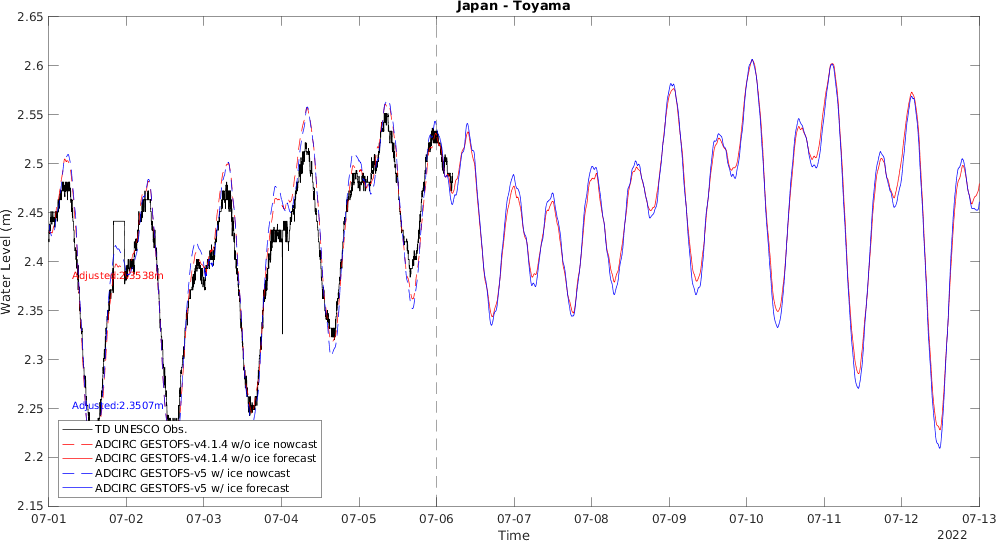 Japan - Toyama
2.65
2.6
2.55
2.5
2.45
2.4
2.35
2.3
2.25
2.2
2.15
Water Level (m)
Adjusted:2.3538m
Adjusted:2.3507m
TD UNESCO Obs.
ADCIRC GESTOFS-v4.1.4 w/o ice nowcast
ADCIRC GESTOFS-v4.1.4 w/o ice forecast
ADCIRC GESTOFS-v5 w/ ice nowcast
ADCIRC GESTOFS-v5 w/ ice forecast
07-01 07-02 07-03 07-04 07-05 07-06 07-07 07-08 07-09 07-10 07-11 07-12 07-13
Time
2022